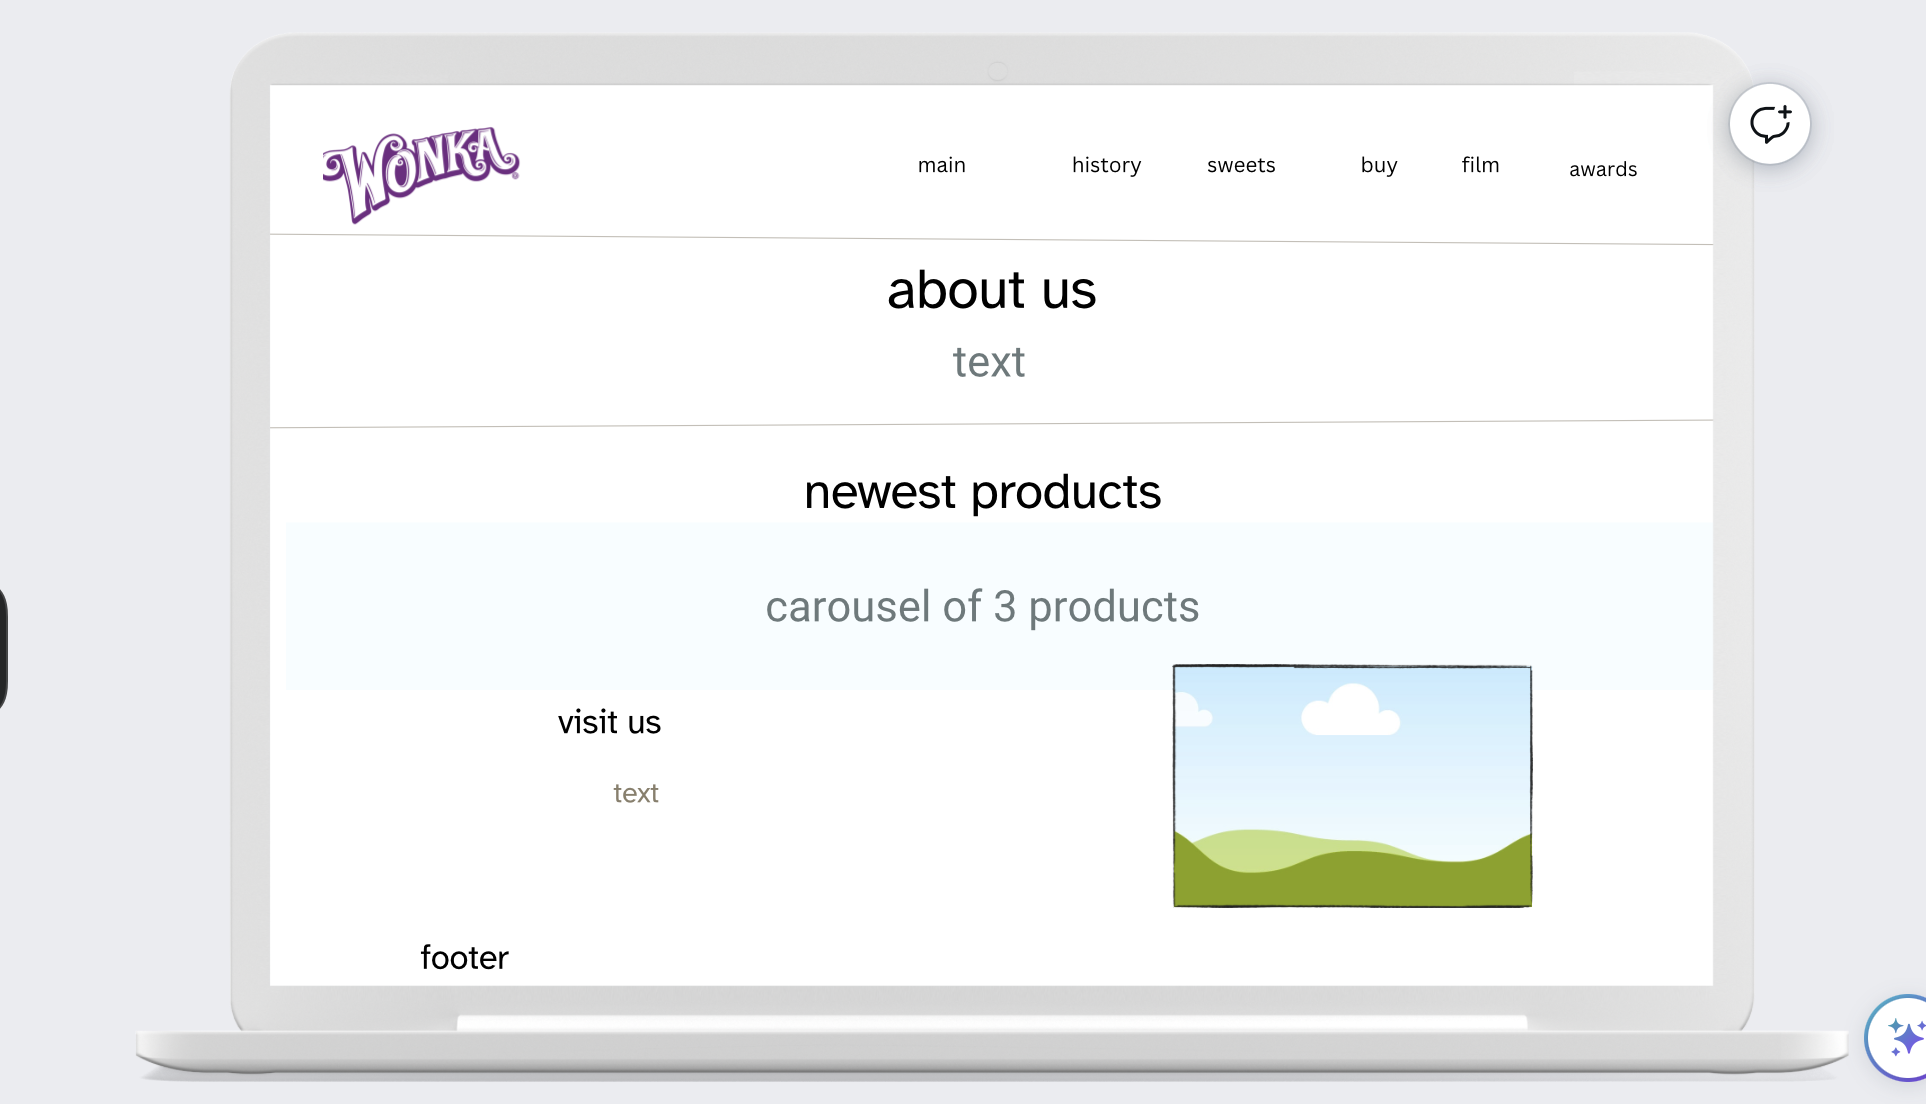 WONKA
main history sweets buy film awards
about us
text
newest products
carousel of 3 products
visit us
text
footer